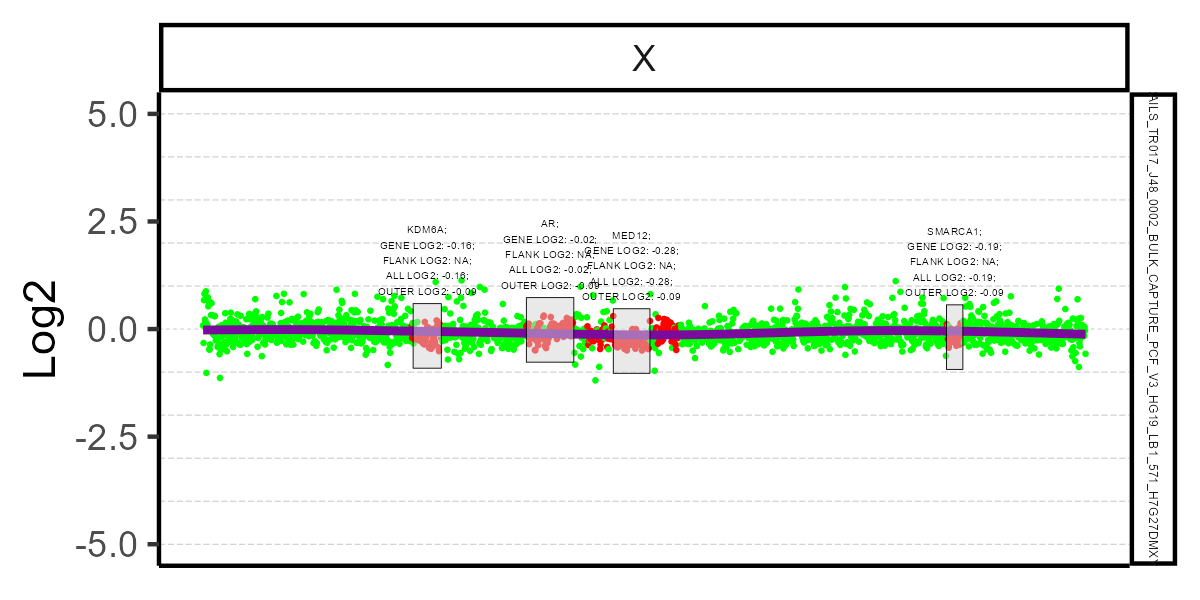 X
Log2
5.0
2.5
0.0
-2.5
-5.0
KDM6A;
GENE LOG2: -0.16;
FLANK LOG2: NA;
ALL LOG2: -0.16;
OUTER LOG2: -0.09
AR;
GENE LOG2: -0.02;
FLANK LOG2: NA;
ALL LOG2: -0.02;
OUTER LOG2: -0.09
MED12;
GENE LOG2: -0.28;
FLANK LOG2: NA;
ALL LOG2: -0.28;
OUTER LOG2: -0.09
SMARCA1;
GENE LOG2: -0.19;
FLANK LOG2: NA;
ALL LOG2: -0.19;
OUTER LOG2: -0.09
AILS_TR017_J48_0002_BULK_CAPTURE_PCF_V3_HG19_LB1_571_H7G27DMXY